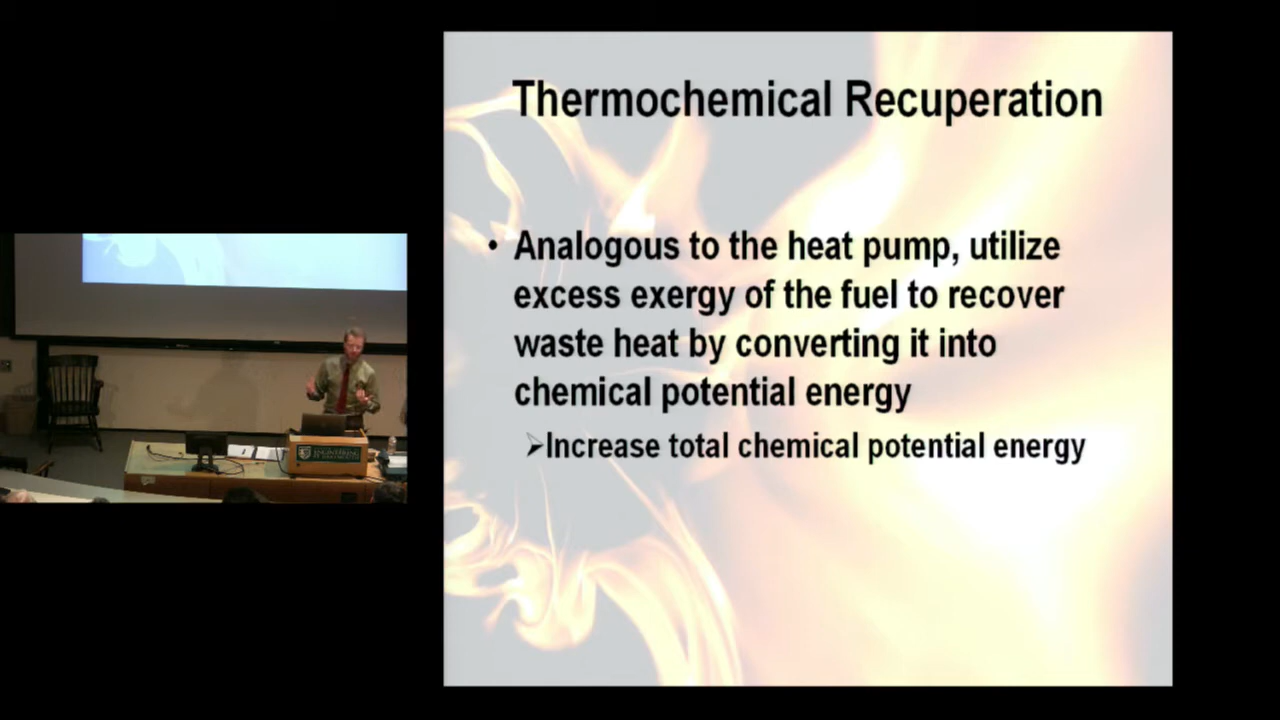 Thermochemical Recuperation
• Analogous to the heat pump, utilize
excess exergy of the fuel to recover
waste heat by converting it into
chemical potential energy
➢Increase total chemical potential energy
ENGINEERING